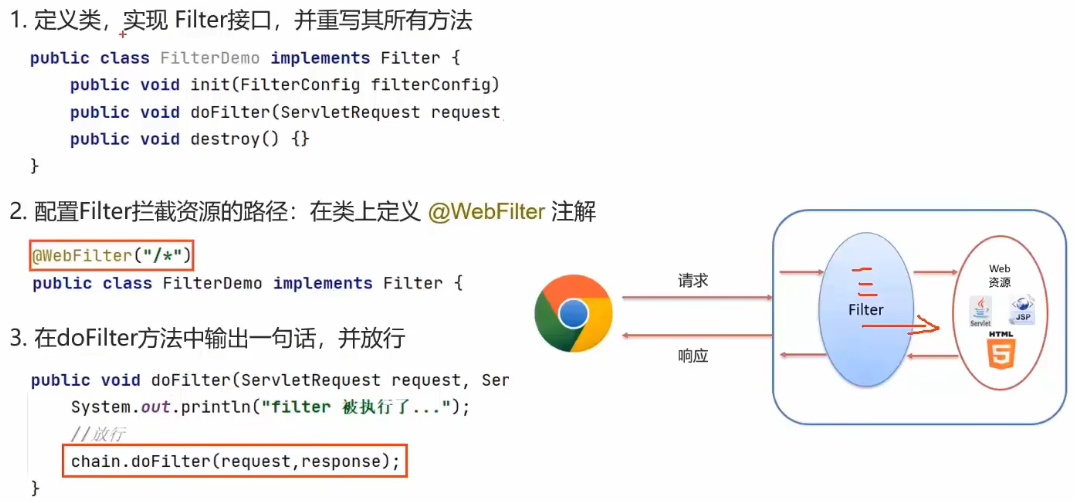 1. 定义类，实现 Filter接口，并重写其所有方法
public class FilterDemo implements Filter {
public void init(FilterConfig filterConfig)
public void doFilter(ServletRequest request
public void destroy() {}
}
2. 配置Filter拦截资源的路径：在类上定义 @WebFilter 注解
@WebFilter("/*")
public class FilterDemo implements Filter {
3. 在doFilter方法中输出一句话，并放行
public void doFilter(ServletRequest request, Ser
System.out.println("filter 被执行了...");
//放行
chain.doFilter(request,response);
}
请求
响应
Filter
Web
资源
Servlet
JSP
HTML
5